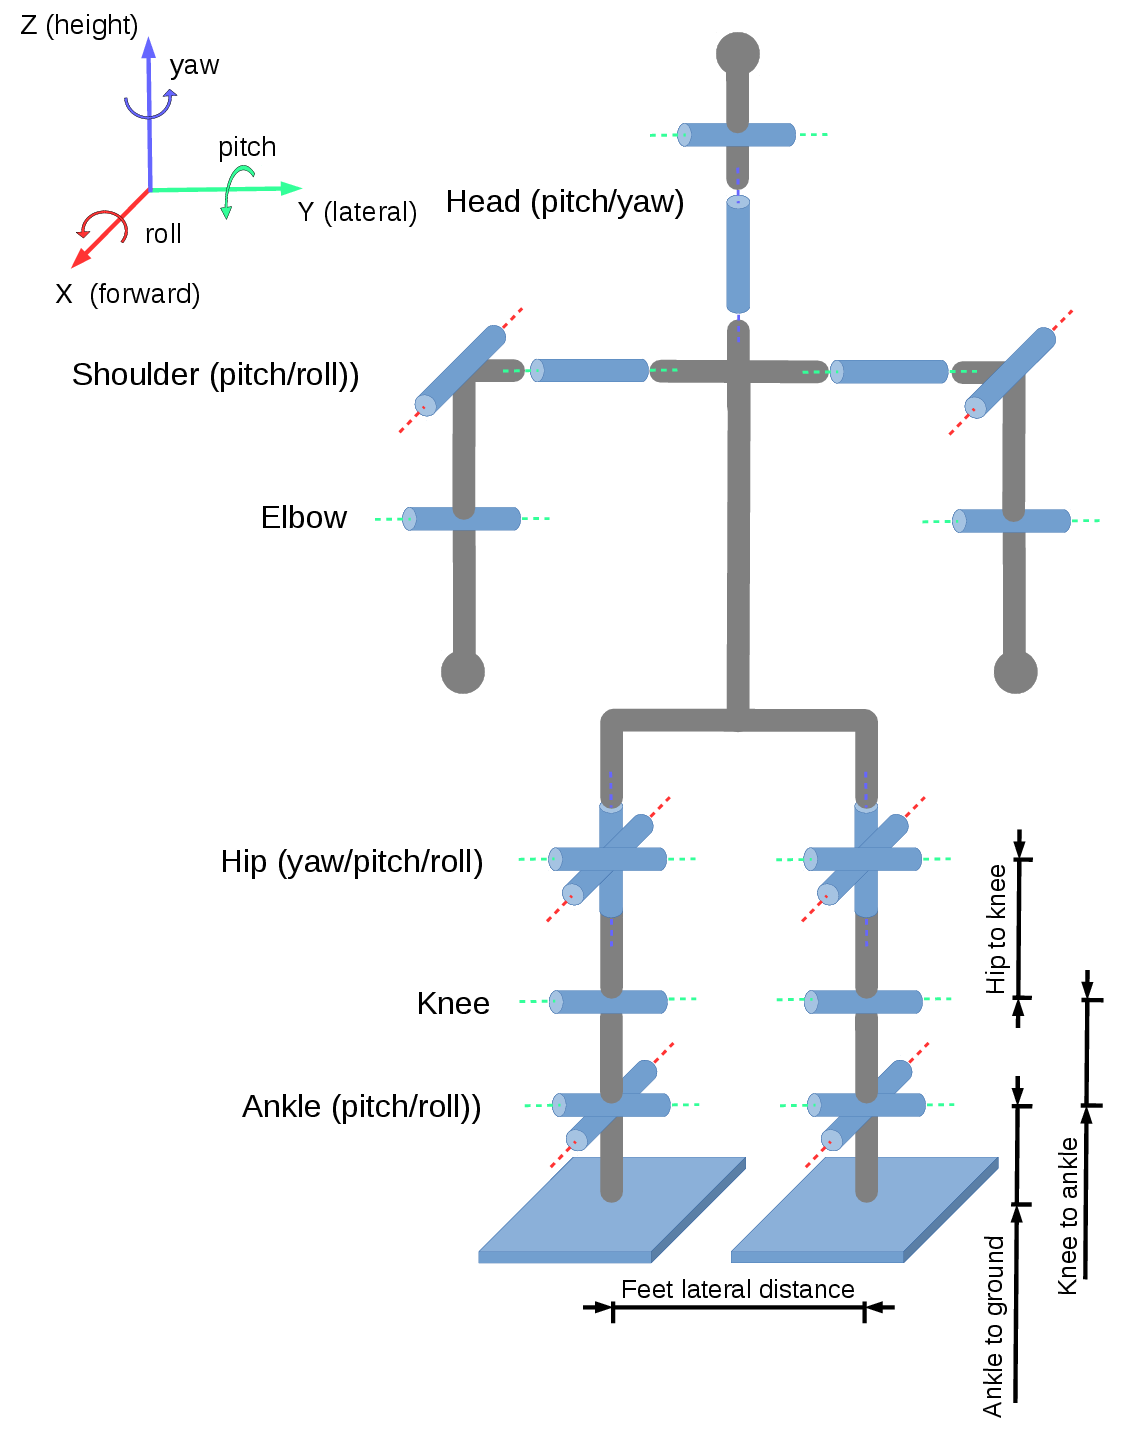 Z (height)
yaw
pitch
Y (lateral)
roll
X (forward)
Head (pitch/yaw)
Shoulder (pitch/roll))
Elbow
Hip (yaw/pitch/roll)
Hip to knee
Knee
Ankle (pitch/roll))
Knee to ankle
Ankle to ground
Feet lateral distance